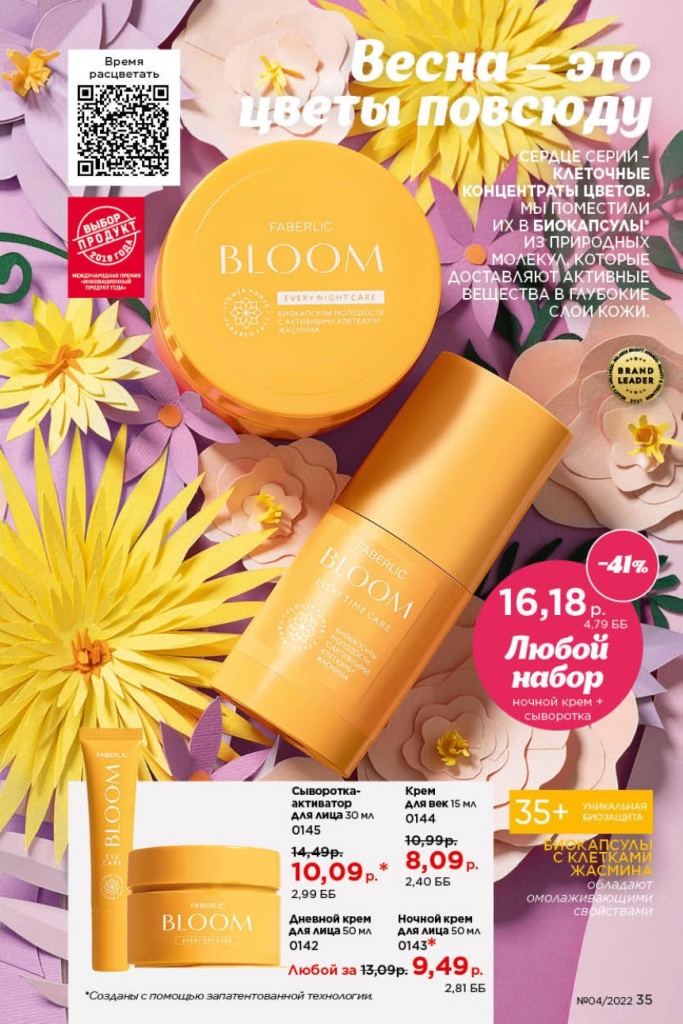 Время
расцветать
Весна – это
цветы повсюду
СЕРДЦЕ СЕРИИ –
КЛЕТОЧНЫЕ
КОНЦЕНТРАТЫ ЦВЕТОВ.
МЫ ПОМЕСТИЛИ
ИХ В БИОКАПСУЛЫ*
ИЗ ПРИРОДНЫХ
МОЛЕКУЛ, КОТОРЫЕ
ДОСТАВЛЯЮТ АКТИВНЫЕ
ВЕЩЕСТВА В ГЛУБОКИЕ
СЛОИ КОЖИ.
ВЫБОР
ПРОДУКТ
2019 ГОДА
МЕЖДУНАРОДНАЯ ПРЕМИЯ
«ИННОВАЦИОННЫЙ
ПРОДУКТ ГОДА»
FABERLIC
BLOOM
EVERY NIGHT CARE
БИОКАПСУЛЫ МОЛОДОСТИ
С АКТИВНЫМИ КЛЕТКАМИ
ЖАСМИНА
BRAND
LEADER
FABERLIC
BLOOM
EVERY TIME CARE
БИОКАПСУЛЫ
МОЛОДОСТИ
С АКТИВНЫМИ
КЛЕТКАМИ
ЖАСМИНА
-41%
16,18 р.
4,79 ББ
Любой
набор
ночной крем +
сыворотка
FABERLIC
BLOOM
EYE
CARE
FABERLIC
BLOOM
EVERY DAY CARE
Сыворотка-
активатор
для лица 30 мл
0145
14,49р.
10,09 р.*
2,99 ББ
Крем
для век 15 мл
0144
10,99р.
8,09 р.
2,40 ББ
Дневной крем
для лица 50 мл
0142
Ночной крем
для лица 50 мл
0143*
Любой за 13,09р. 9,49 р.
2,81 ББ
*Созданы с помощью запатентованной технологии.
35+ УНИКАЛЬНАЯ
БИОЗАЩИТА
БИОКАПСУЛЫ
С КЛЕТКАМИ
ЖАСМИНА
обладают
омолаживающими
свойствами
№04/2022 35